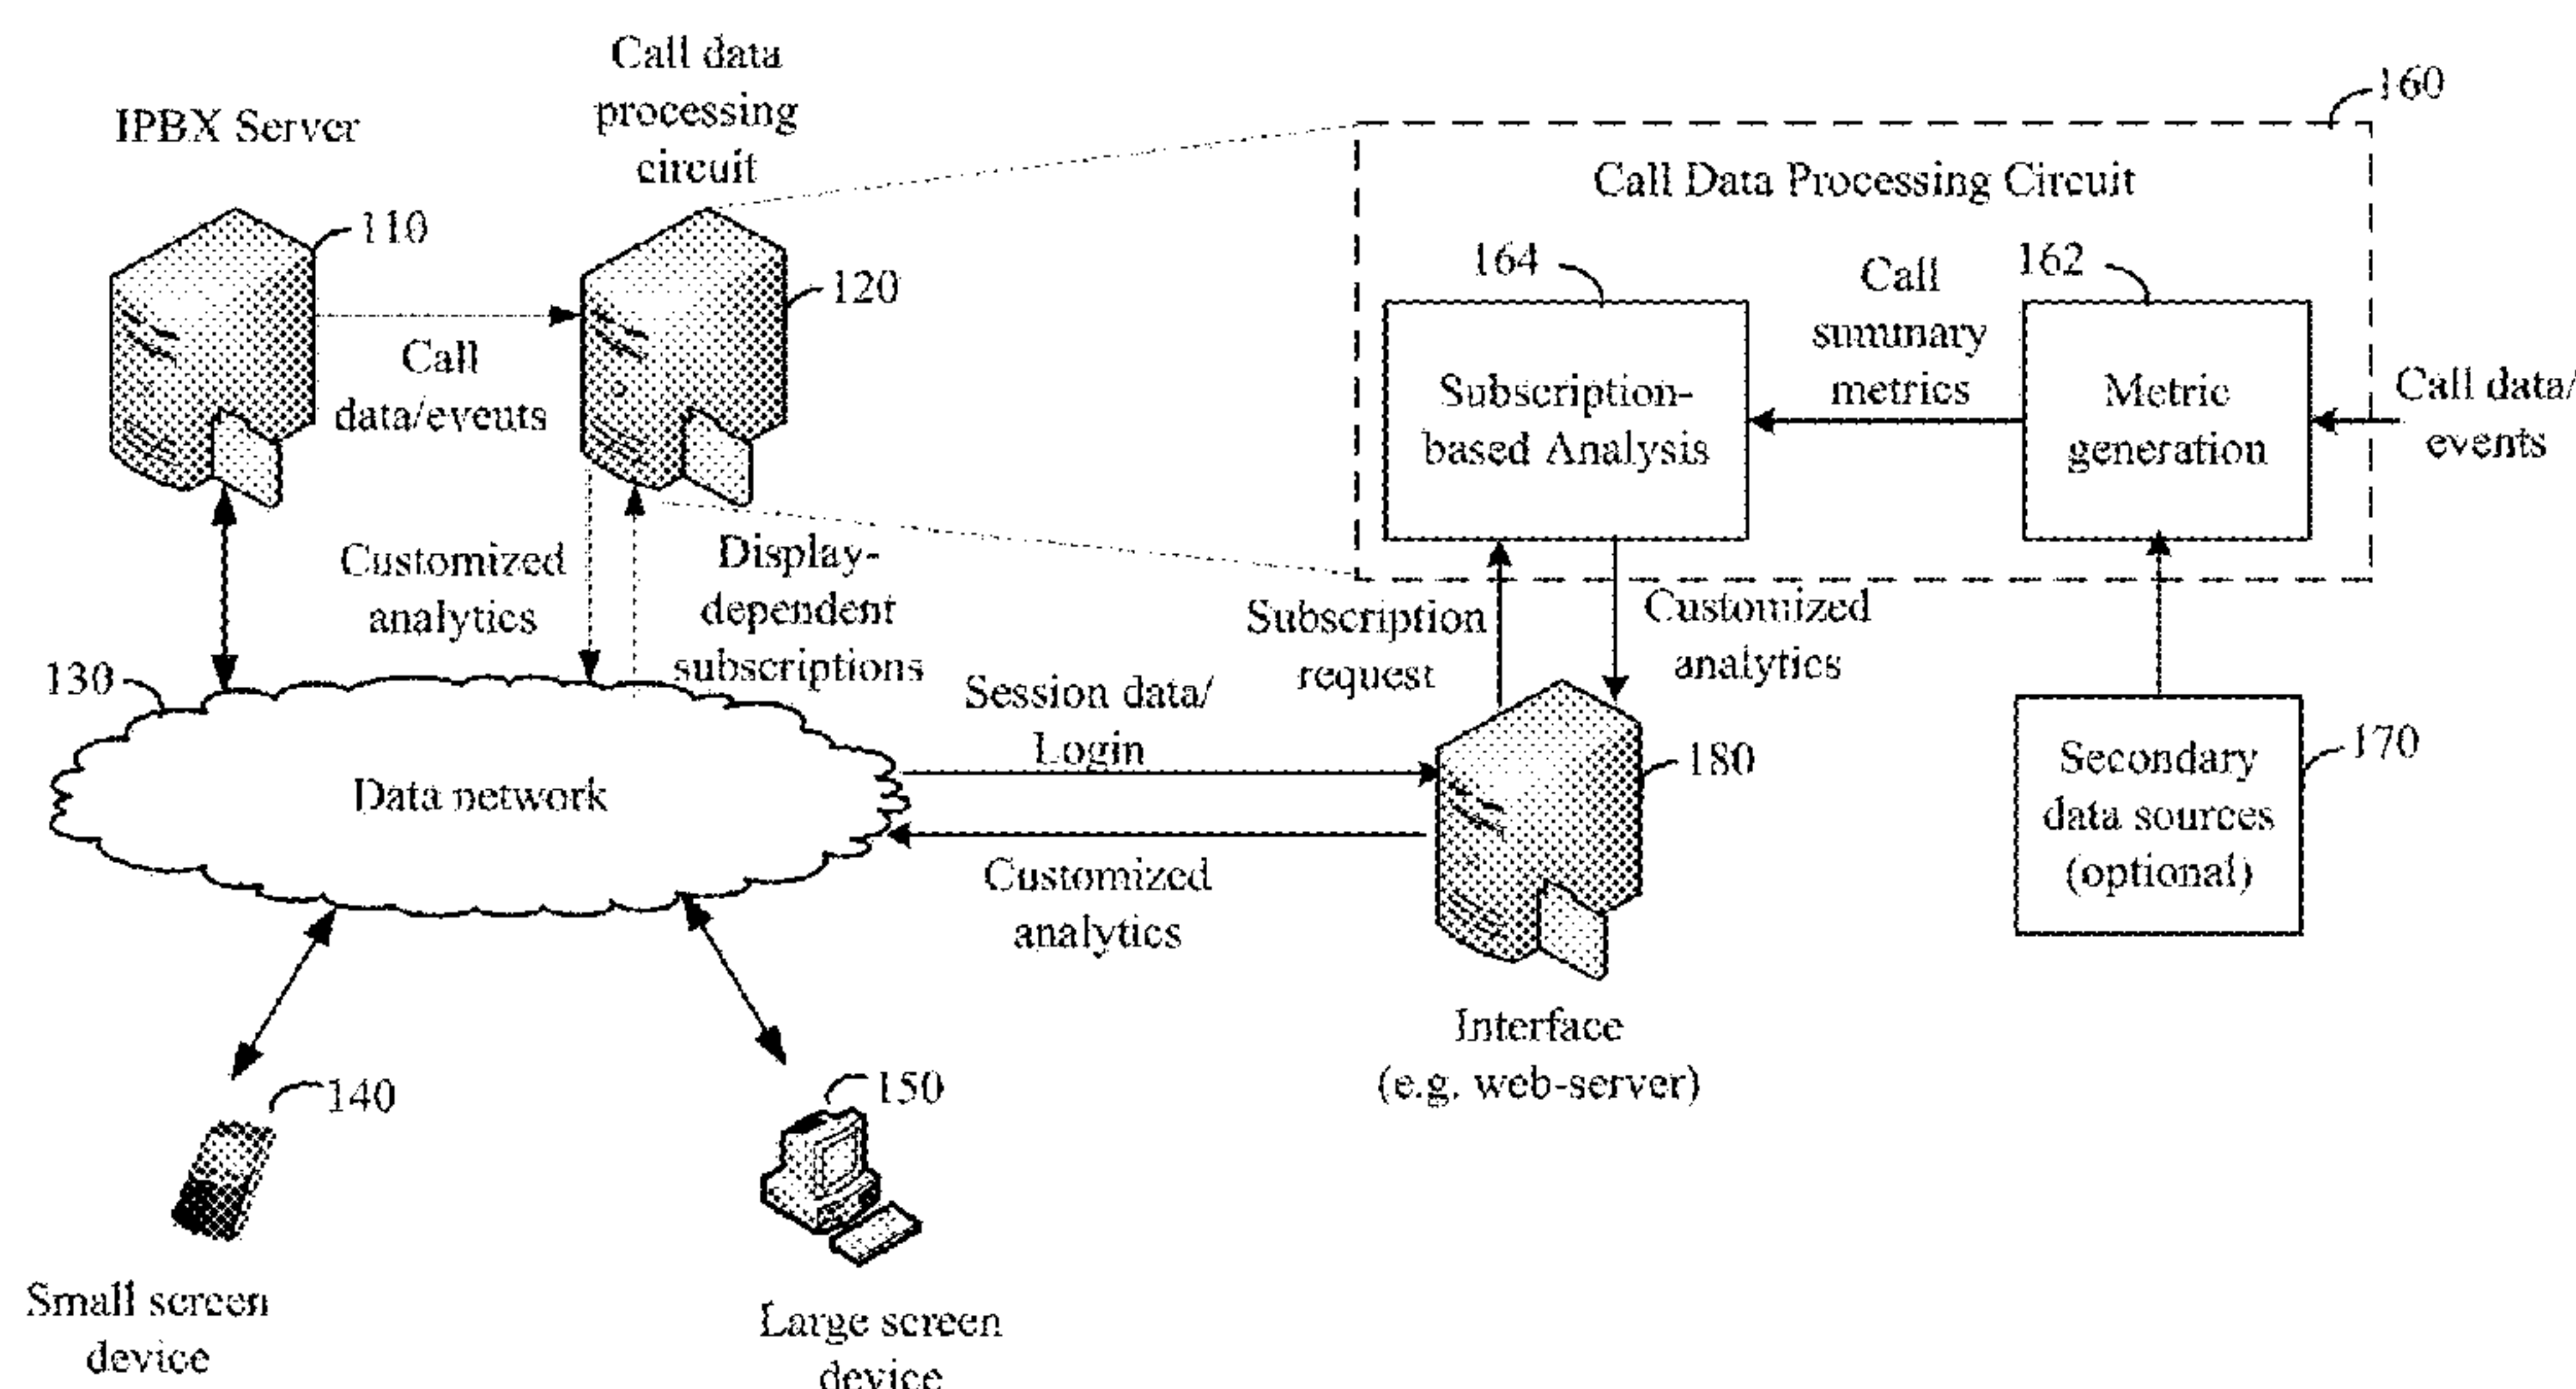 Call data
processing
circuit
IPBX Server
160
Call Data Processing Circuit
110
120
164
Call
summary
metrics
162
Call
data/events
Subscription-
based Analysis
Metric
generation
Call data/
events
Customized
analytics
Display-
dependent
subscriptions
Subscription
request
Customized
analytics
130
Session data/
Login
Data network
180
Secondary
data sources
(optional)
170
Customized
analytics
Interface
(e.g. web-server)
140
150
Small screen
device
Large screen
device